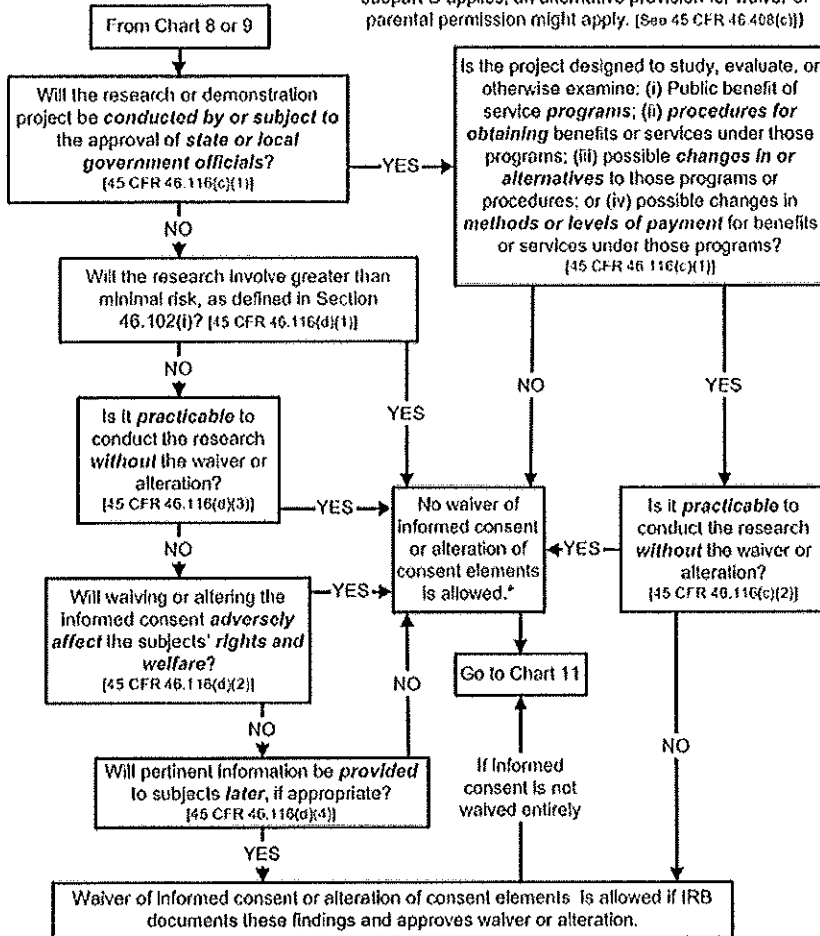 parental permission might apply. [See 45 CFR 46.408(c)])
From Chart 8 or 9
Will the research or demonstration
project be conducted by or subject to
the approval of state or local
government officials?
[45 CFR 46.116(c)(1)]
YES
Is the project designed to study, evaluate, or
otherwise examine: (i) Public benefit of
service programs; (ii) procedures for
obtaining benefits or services under those
programs; (iii) possible changes in or
alternatives to those programs or
procedures; or (iv) possible changes in
methods or levels of payment for benefits
or services under those programs?
[45 CFR 46.116(c)(1)]
NO
Will the research involve greater than
minimal risk, as defined in Section
46.102(i)? [45 CFR 46.116(d)(1)]
NO
YES
NO
YES
Is it practicable to
conduct the research
without the waiver or
alteration?
[45 CFR 46.116(d)(3)]
YES
No waiver of
informed consent
or alteration of
consent elements
is allowed.*
YES
Is it practicable to
conduct the research
without the waiver or
alteration?
[45 CFR 46.116(c)(2)]
NO
Will waiving or altering the
informed consent adversely
affect the subjects' rights and
welfare?
[45 CFR 46.116(d)(2)]
YES
NO
Go to Chart 11
NO
NO
Will pertinent information be provided
to subjects later, if appropriate?
[45 CFR 46.116(d)(4)]
If informed
consent is not
waived entirely
YES
Waiver of informed consent or alteration of consent elements is allowed if IRB
documents these findings and approves waiver or alteration.